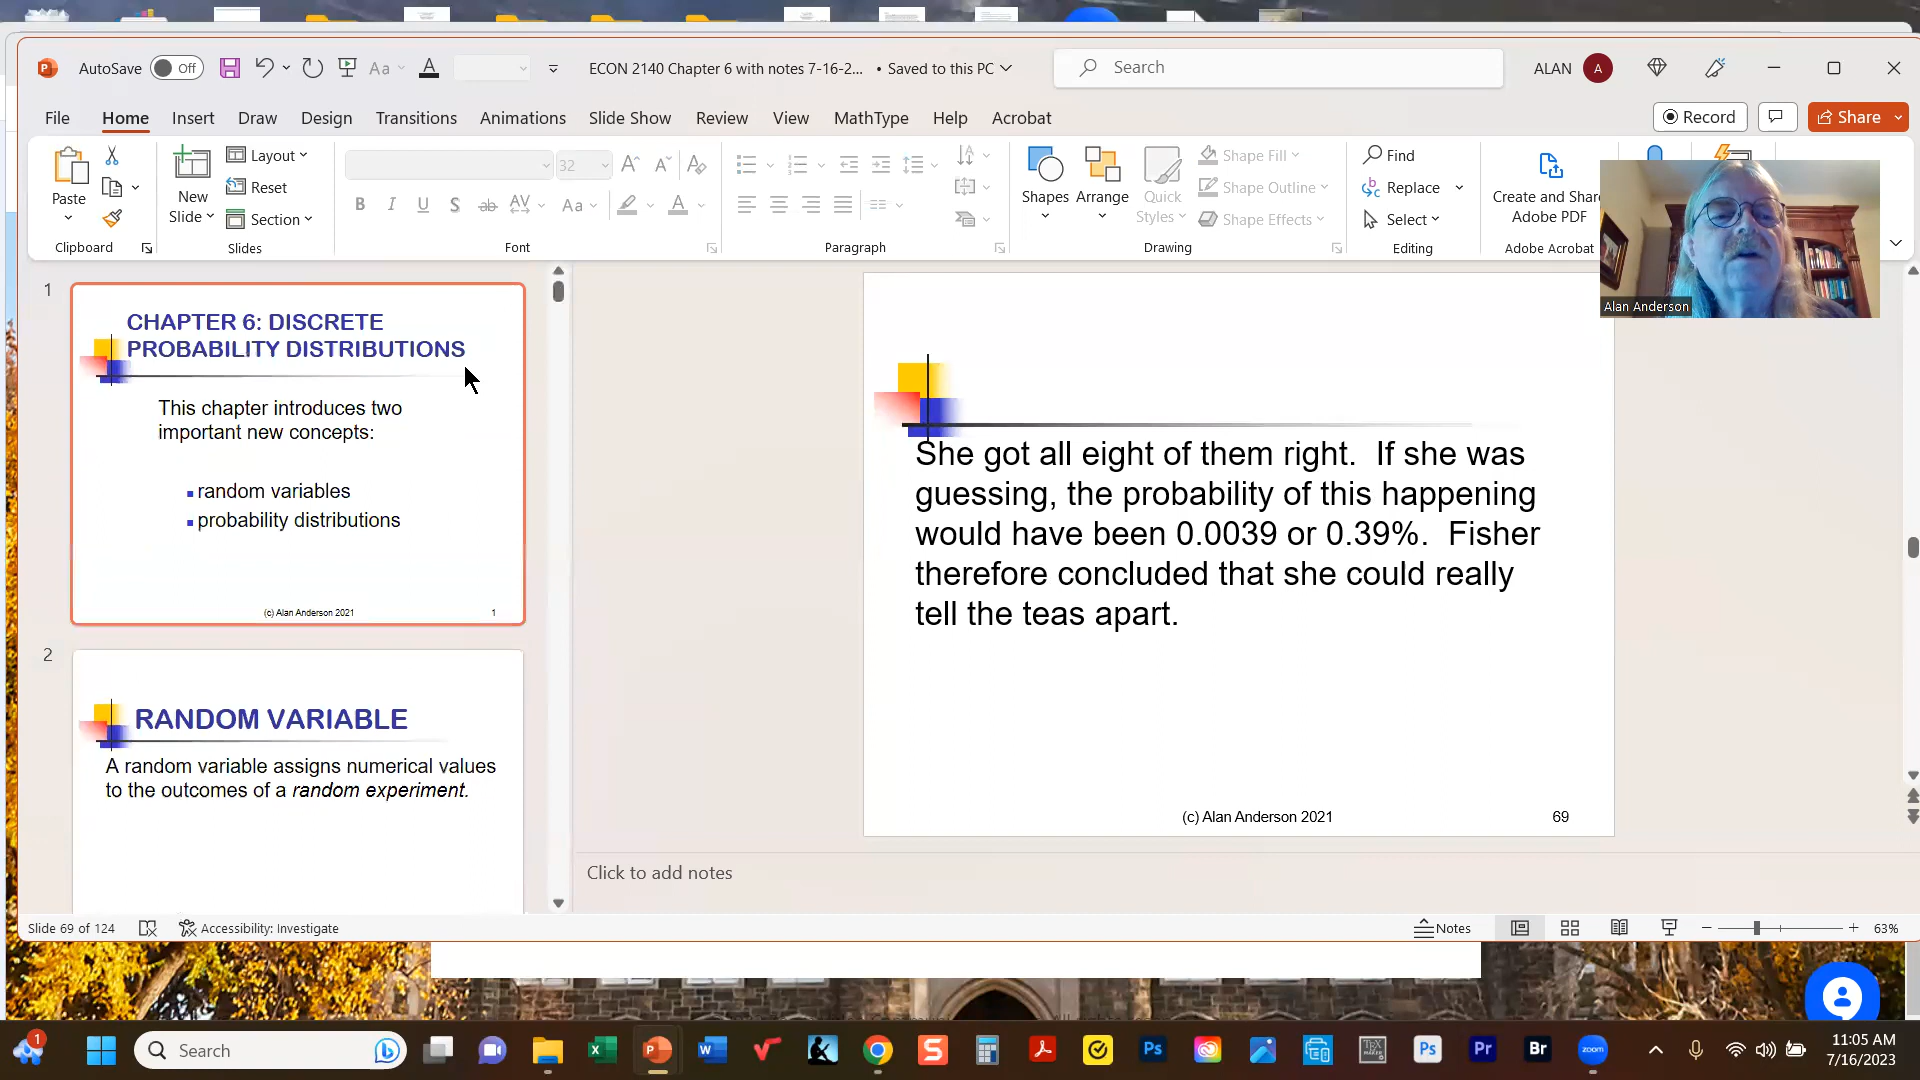 AutoSave Off
ECON 2140 Chapter 6 with notes 7-16-2... • Saved to this PC
Search
ALAN A
File Home Insert Draw Design Transitions Animations Slide Show Review View MathType Help Acrobat
Record
Share
Paste
Clipboard
New
Slide
Layout
Reset
Section
Slides
32
B I U S ab AV Aa A
Font
Paragraph
Shapes
Arrange
Quick
Styles
Shape Fill
Shape Outline
Shape Effects
Drawing
Find
Replace
Select
Editing
Create and Share
Adobe PDF
Adobe Acrobat
Alan Anderson
1
CHAPTER 6: DISCRETE
PROBABILITY DISTRIBUTIONS
This chapter introduces two
important new concepts:
random variables
probability distributions
(c) Alan Anderson 2021
1
2
RANDOM VARIABLE
A random variable assigns numerical values
to the outcomes of a random experiment.
She got all eight of them right. If she was
guessing, the probability of this happening
would have been 0.0039 or 0.39%. Fisher
therefore concluded that she could really
tell the teas apart.
(c) Alan Anderson 2021
69
Click to add notes
Slide 69 of 124
Accessibility: Investigate
Notes
63%
1
Search
zoom
11:05 AM
7/16/2023